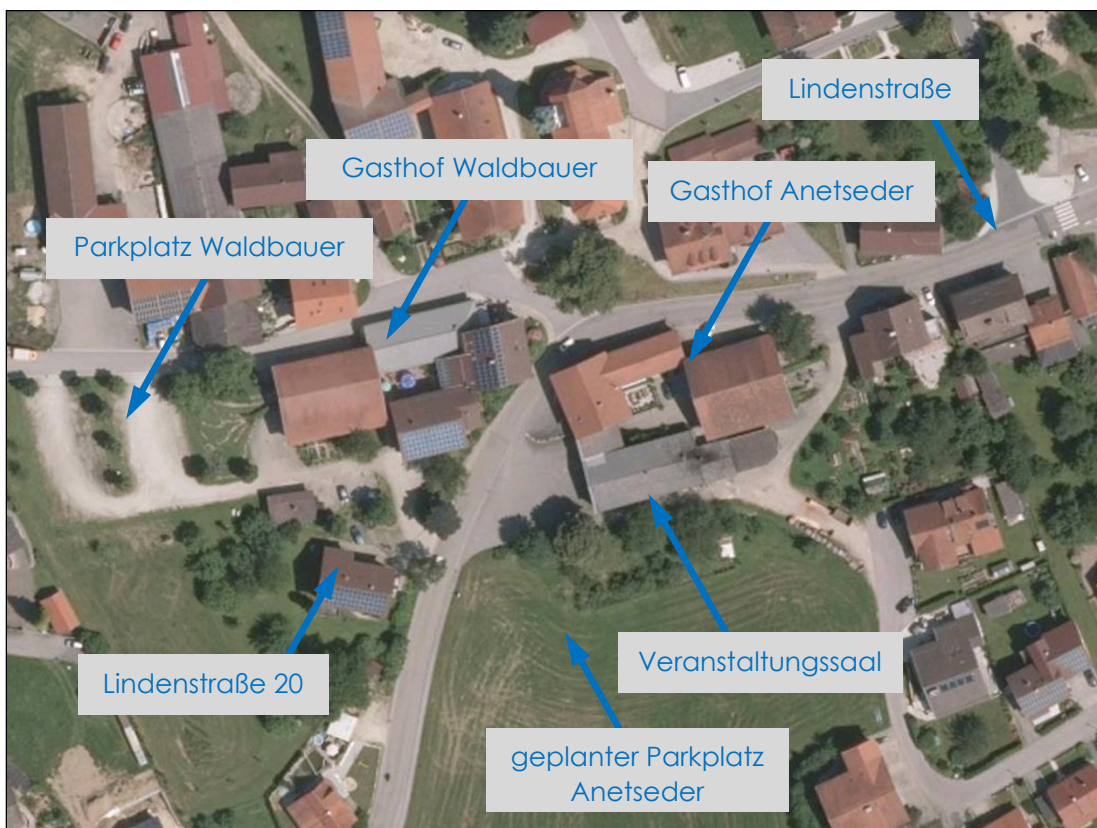 Lindenstraße
Gasthof Waldbauer
Gasthof Anetseder
Parkplatz Waldbauer
Veranstaltungssaal
Lindenstraße 20
geplanter Parkplatz
Anetseder